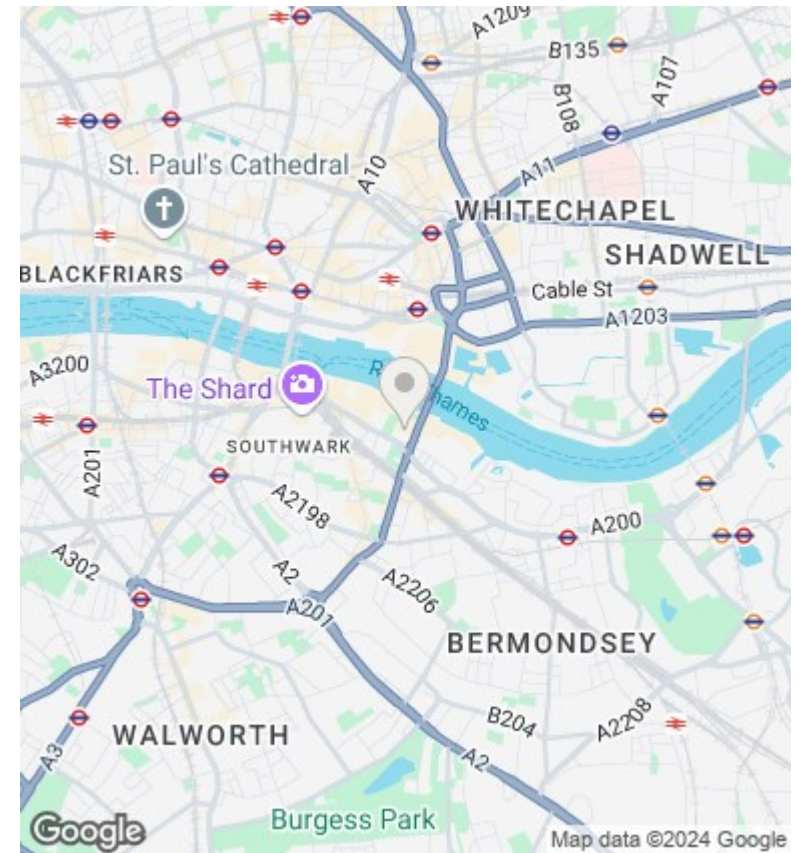 A1209
B135
A107
B108
A10
St. Paul's Cathedral
A11
WHITECHAPEL
SHADWELL
BLACKFRIARS
Cable St
A1203
A3200
The Shard
SOUTHWARK
A201
A2198
A200
A302
A2
A2206
A201
BERMONDSEY
B204
A2208
WALWORTH
A3
A2
Burgess Park
Google
Map data ©2024 Google